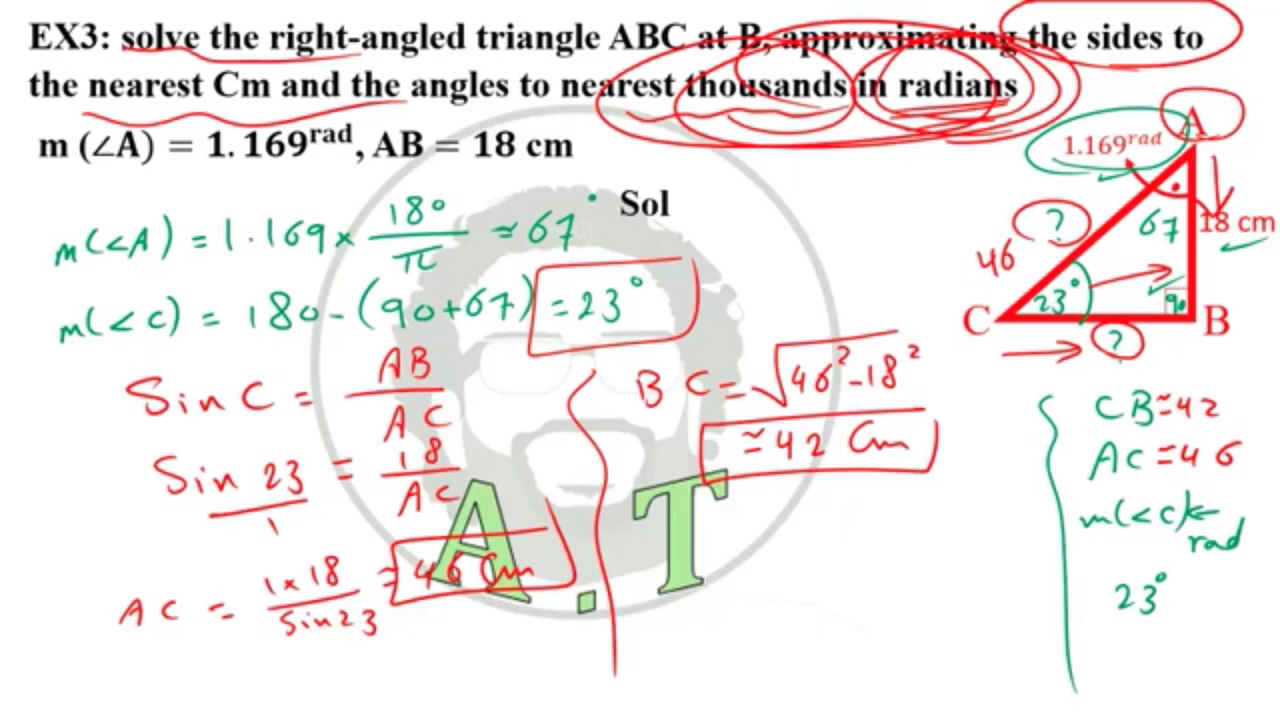 EX3: solve the right-angled triangle ABC at B, approximating the sides to
the nearest Cm and the angles to nearest thousands in radians
m (∠A) = 1.169^rad, AB = 18 cm
Sol
m(<A) = 1.169 × 180/π ≈ 67°
m(<C) = 180 - (90+67) = 23°
Sin C = AB/AC
Sin 23/1 = 18/AC
AC = 1×18/Sin23 = 46 Cm
BC = √46²-18²
≈ 42 Cm
A
1.169^rad
?
67
18 cm
46
23°
90
C
?
B
CB≈42
AC≈46
m(<C)←
rad
23°
A.T